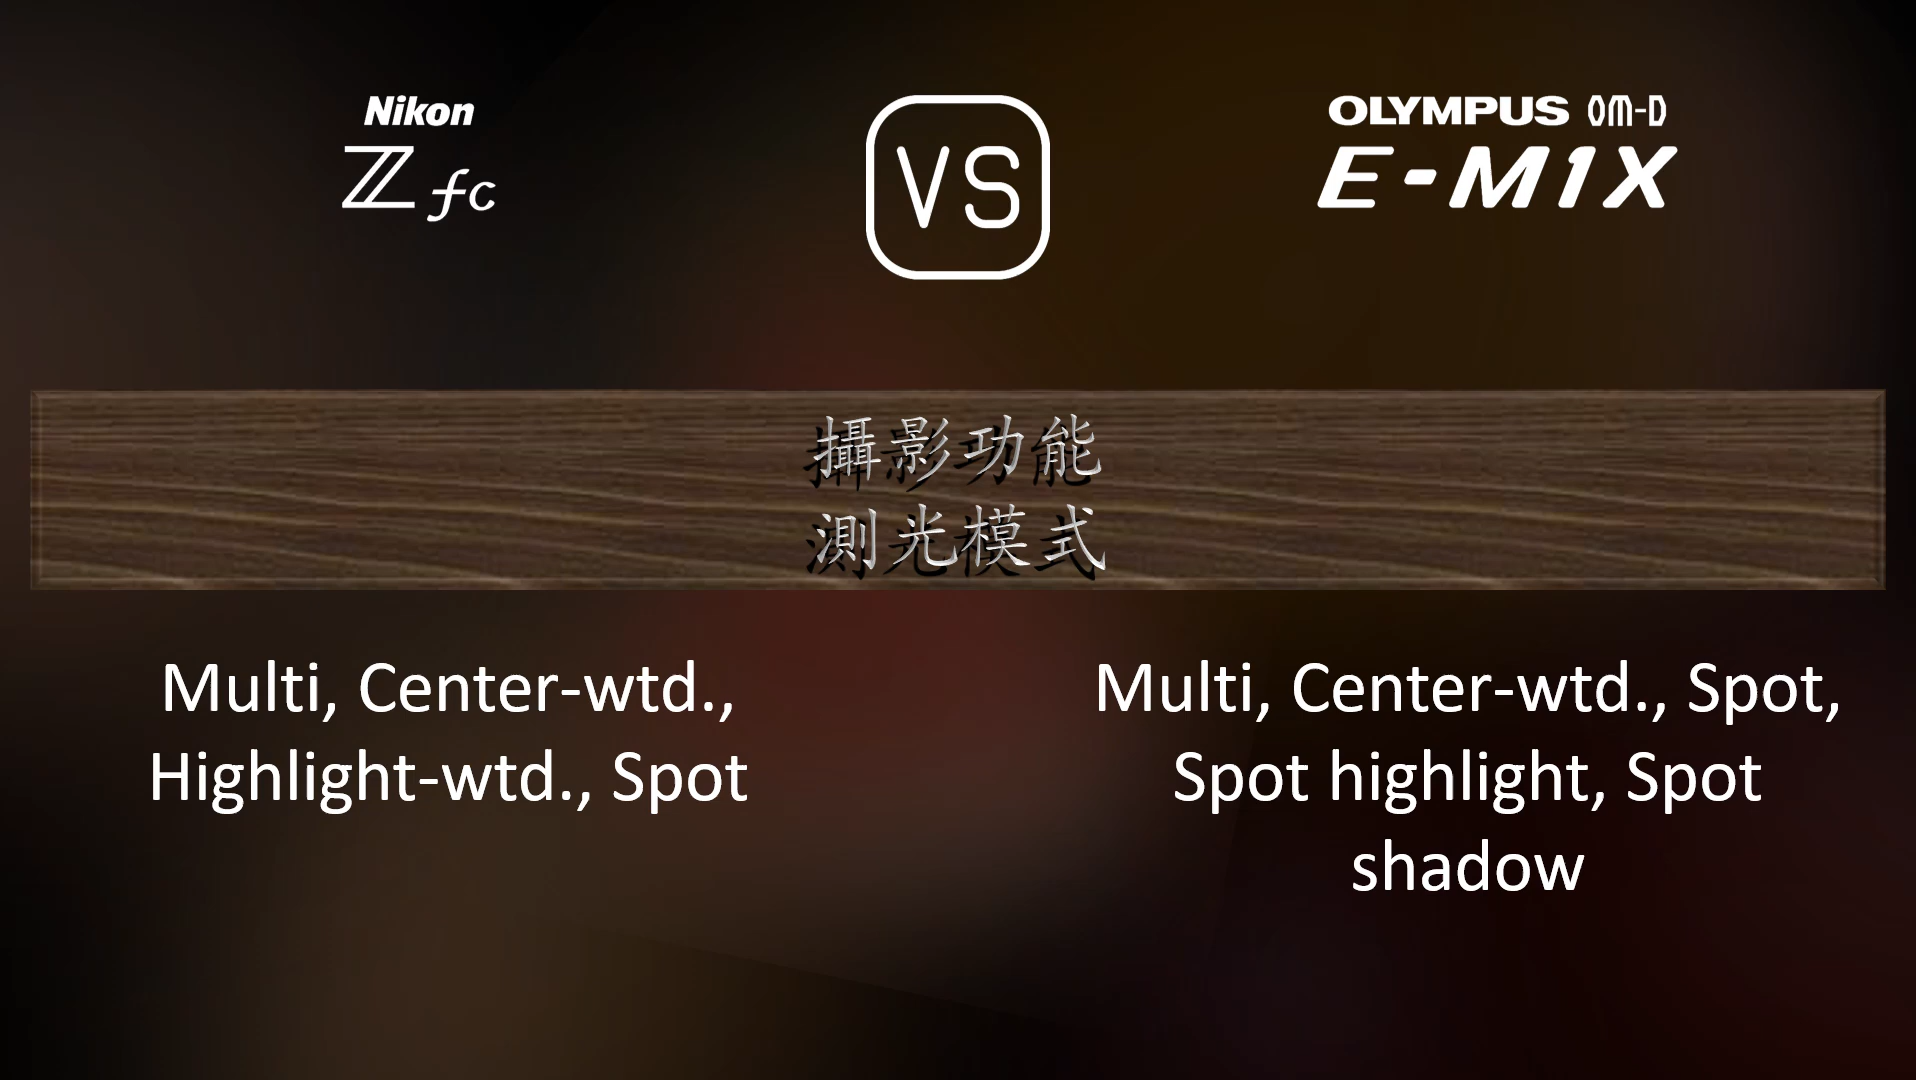 Nikon
Z fc
VS
OLYMPUS OM-D
E-M1X
攝影功能
測光模式
Multi, Center-wtd.,
Highlight-wtd., Spot
Multi, Center-wtd., Spot,
Spot highlight, Spot
shadow